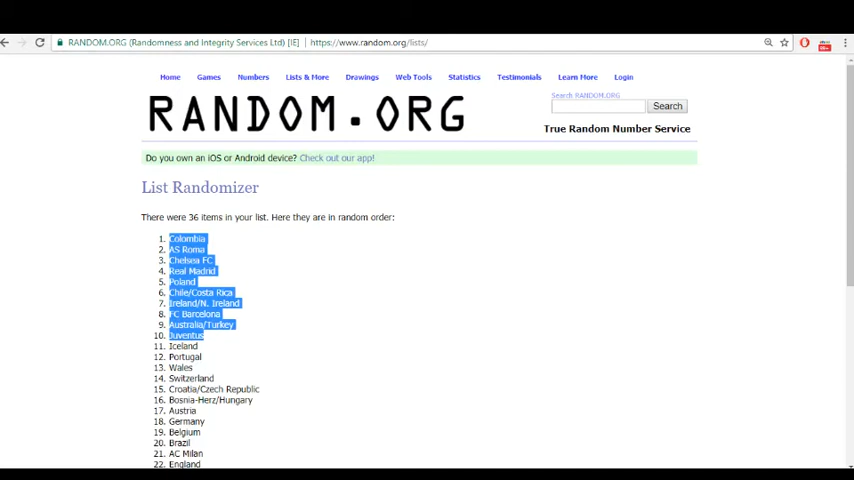 RANDOM.ORG (Randomness and Integrity Services Ltd) [IE] https://www.random.org/lists/
Home Games Numbers Lists & More Drawings Web Tools Statistics Testimonials Learn More Login
RANDOM.ORG
Search RANDOM.ORG
Search
True Random Number Service
Do you own an iOS or Android device? Check out our app!
List Randomizer
There were 36 items in your list. Here they are in random order:
1. Colombia
2. AS Roma
3. Chelsea FC
4. Real Madrid
5. Poland
6. Chile/Costa Rica
7. Ireland/N. Ireland
8. FC Barcelona
9. Australia/Turkey
10. Juventus
11. Iceland
12. Portugal
13. Wales
14. Switzerland
15. Croatia/Czech Republic
16. Bosnia-Herz/Hungary
17. Austria
18. Germany
19. Belgium
20. Brazil
21. AC Milan
22. England